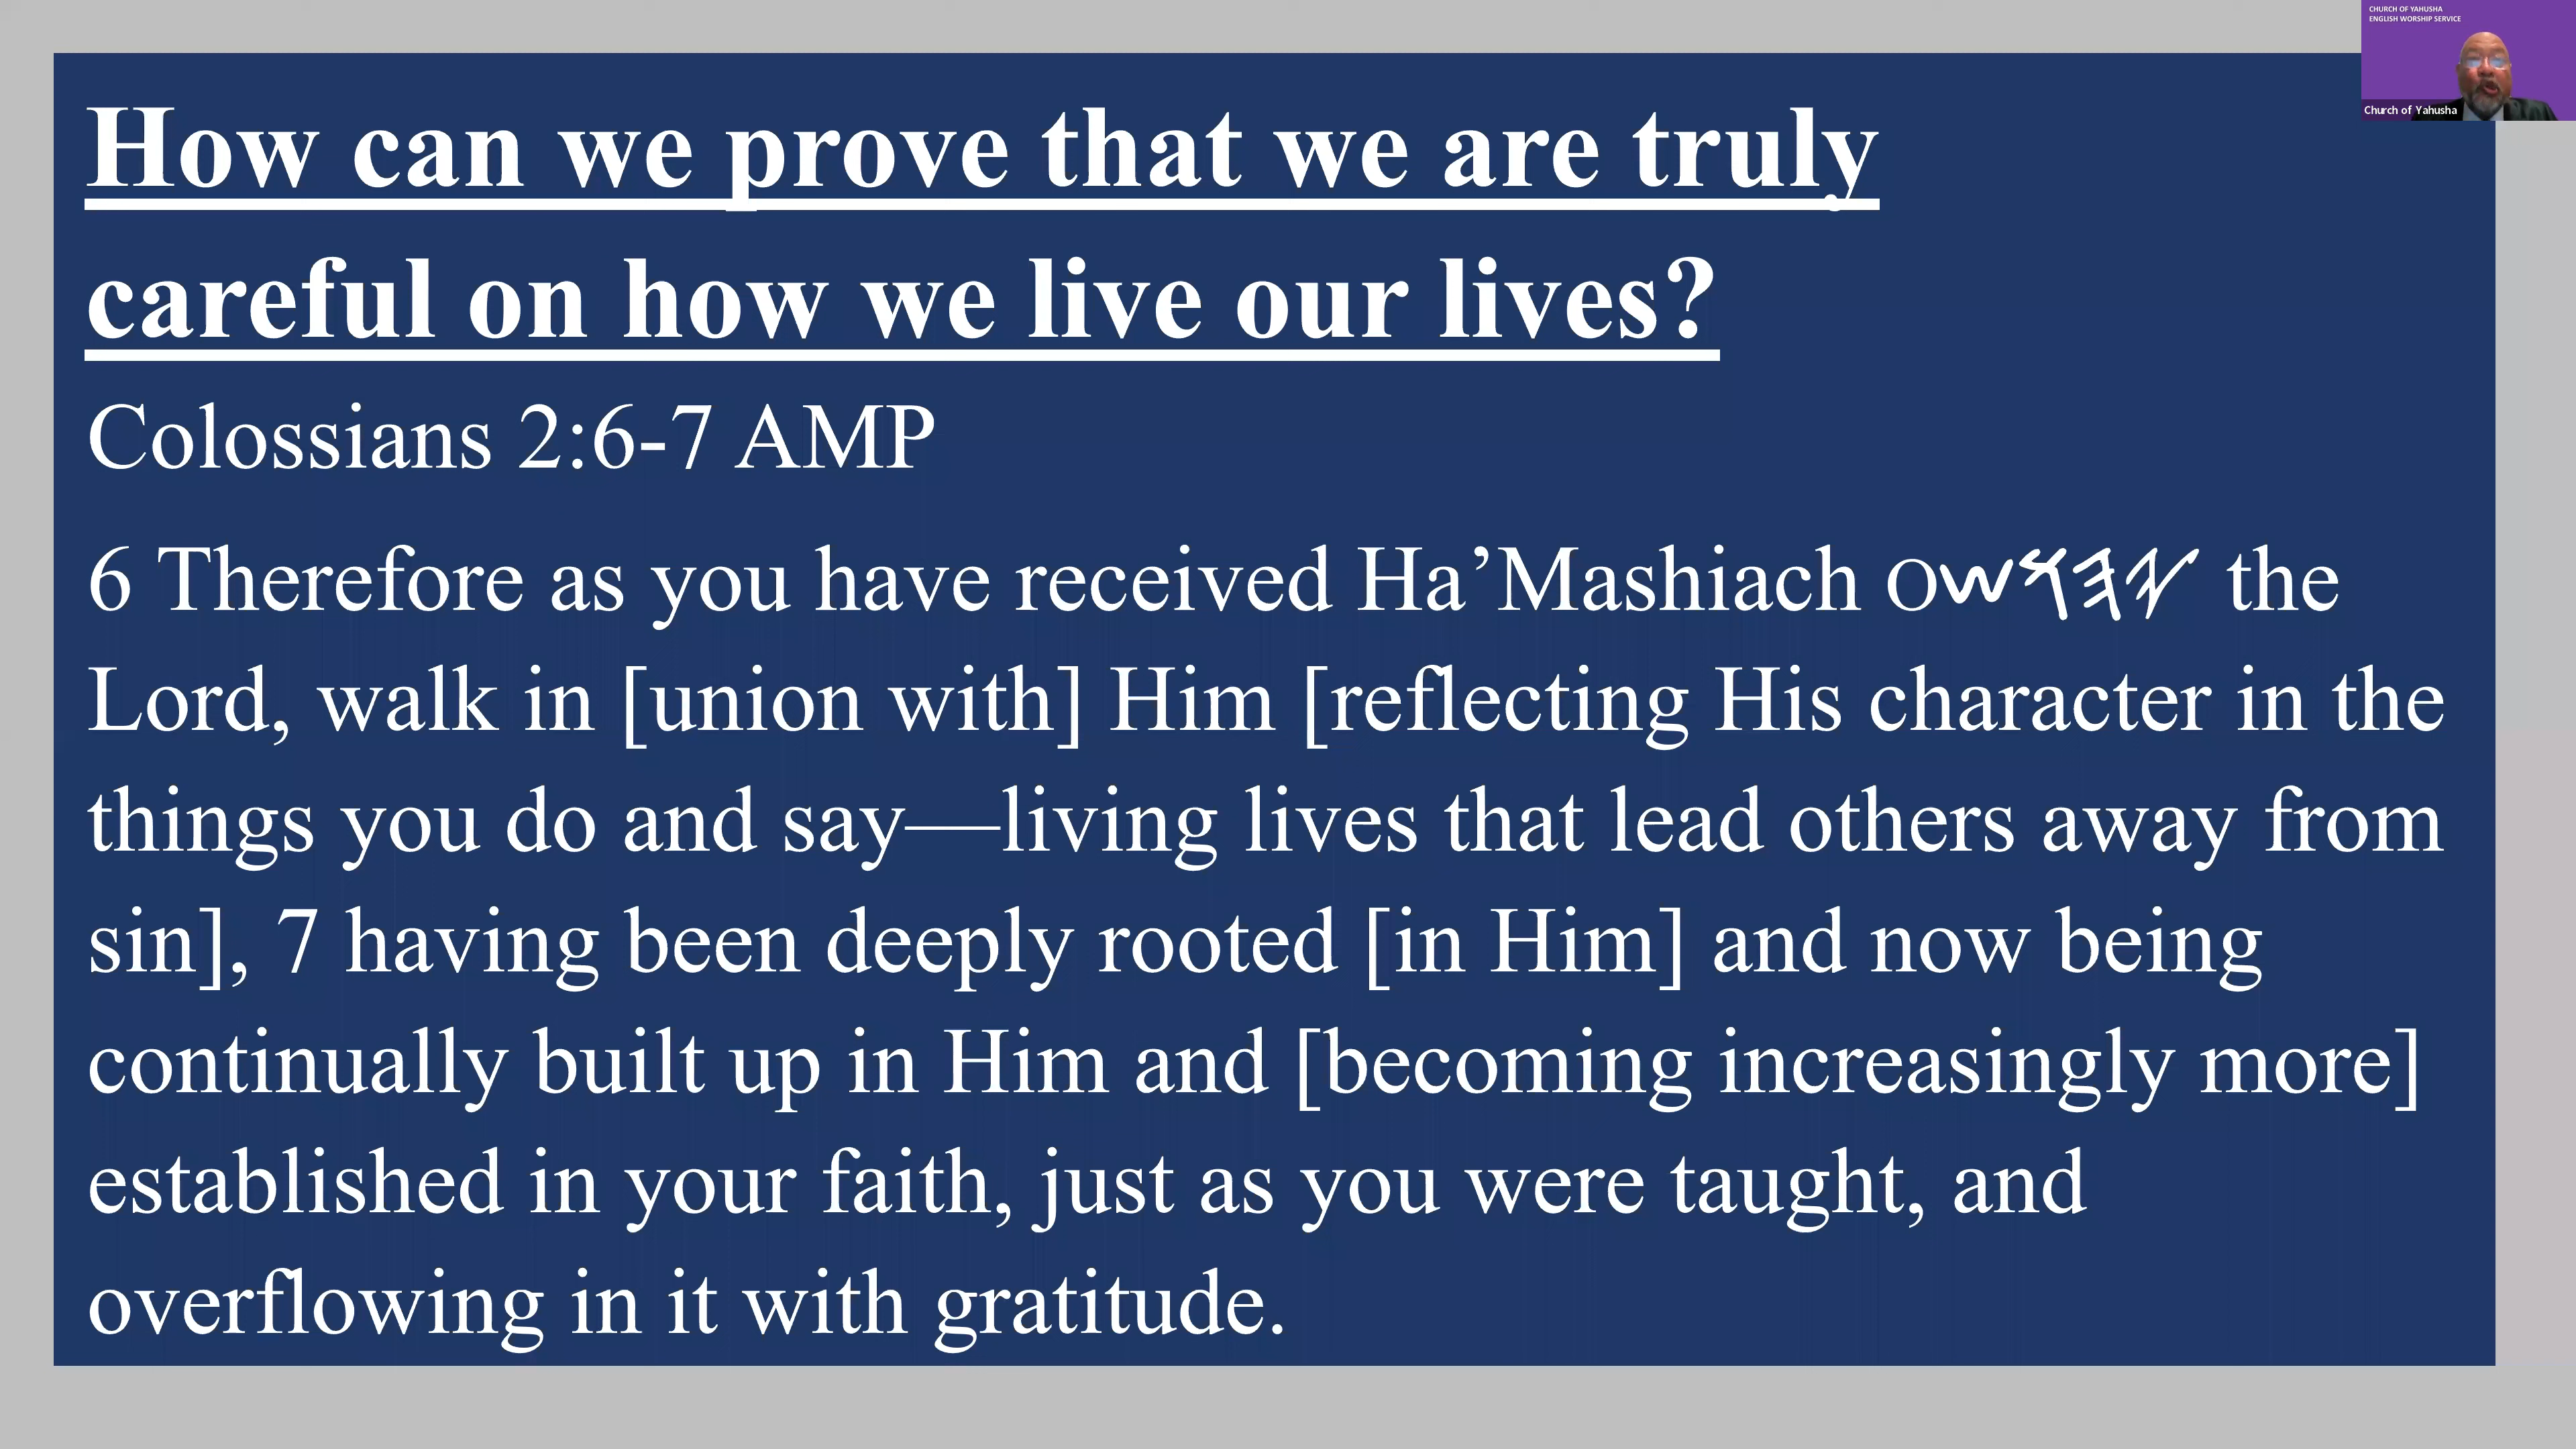 CHURCH OF YAHUSHA
ENGLISH WORSHIP SERVICE
Church of Yahusha
How can we prove that we are truly
careful on how we live our lives?
Colossians 2:6-7 AMP
6 Therefore as you have received Ha’Mashiach 𐤉𐤄𐤅𐤔𐤏 the
Lord, walk in [union with] Him [reflecting His character in the
things you do and say—living lives that lead others away from
sin], 7 having been deeply rooted [in Him] and now being
continually built up in Him and [becoming increasingly more]
established in your faith, just as you were taught, and
overflowing in it with gratitude.